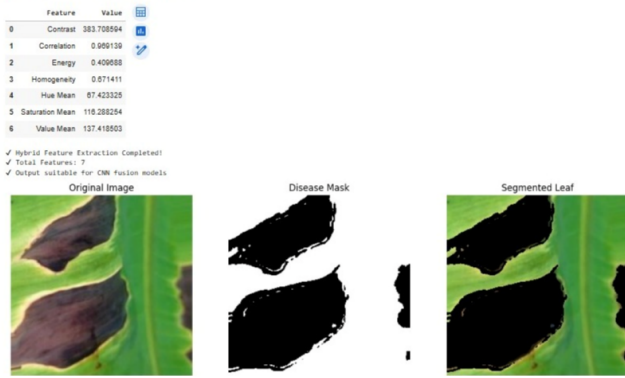 Feature Value
0 Contrast 383.708594
1 Correlation 0.969139
2 Energy 0.409688
3 Homogeneity 0.671411
4 Hue Mean 67.423325
5 Saturation Mean 116.288254
6 Value Mean 137.418503
✓ Hybrid Feature Extraction Completed!
✓ Total Features: 7
✓ Output suitable for CNN fusion models
Original Image Disease Mask Segmented Leaf